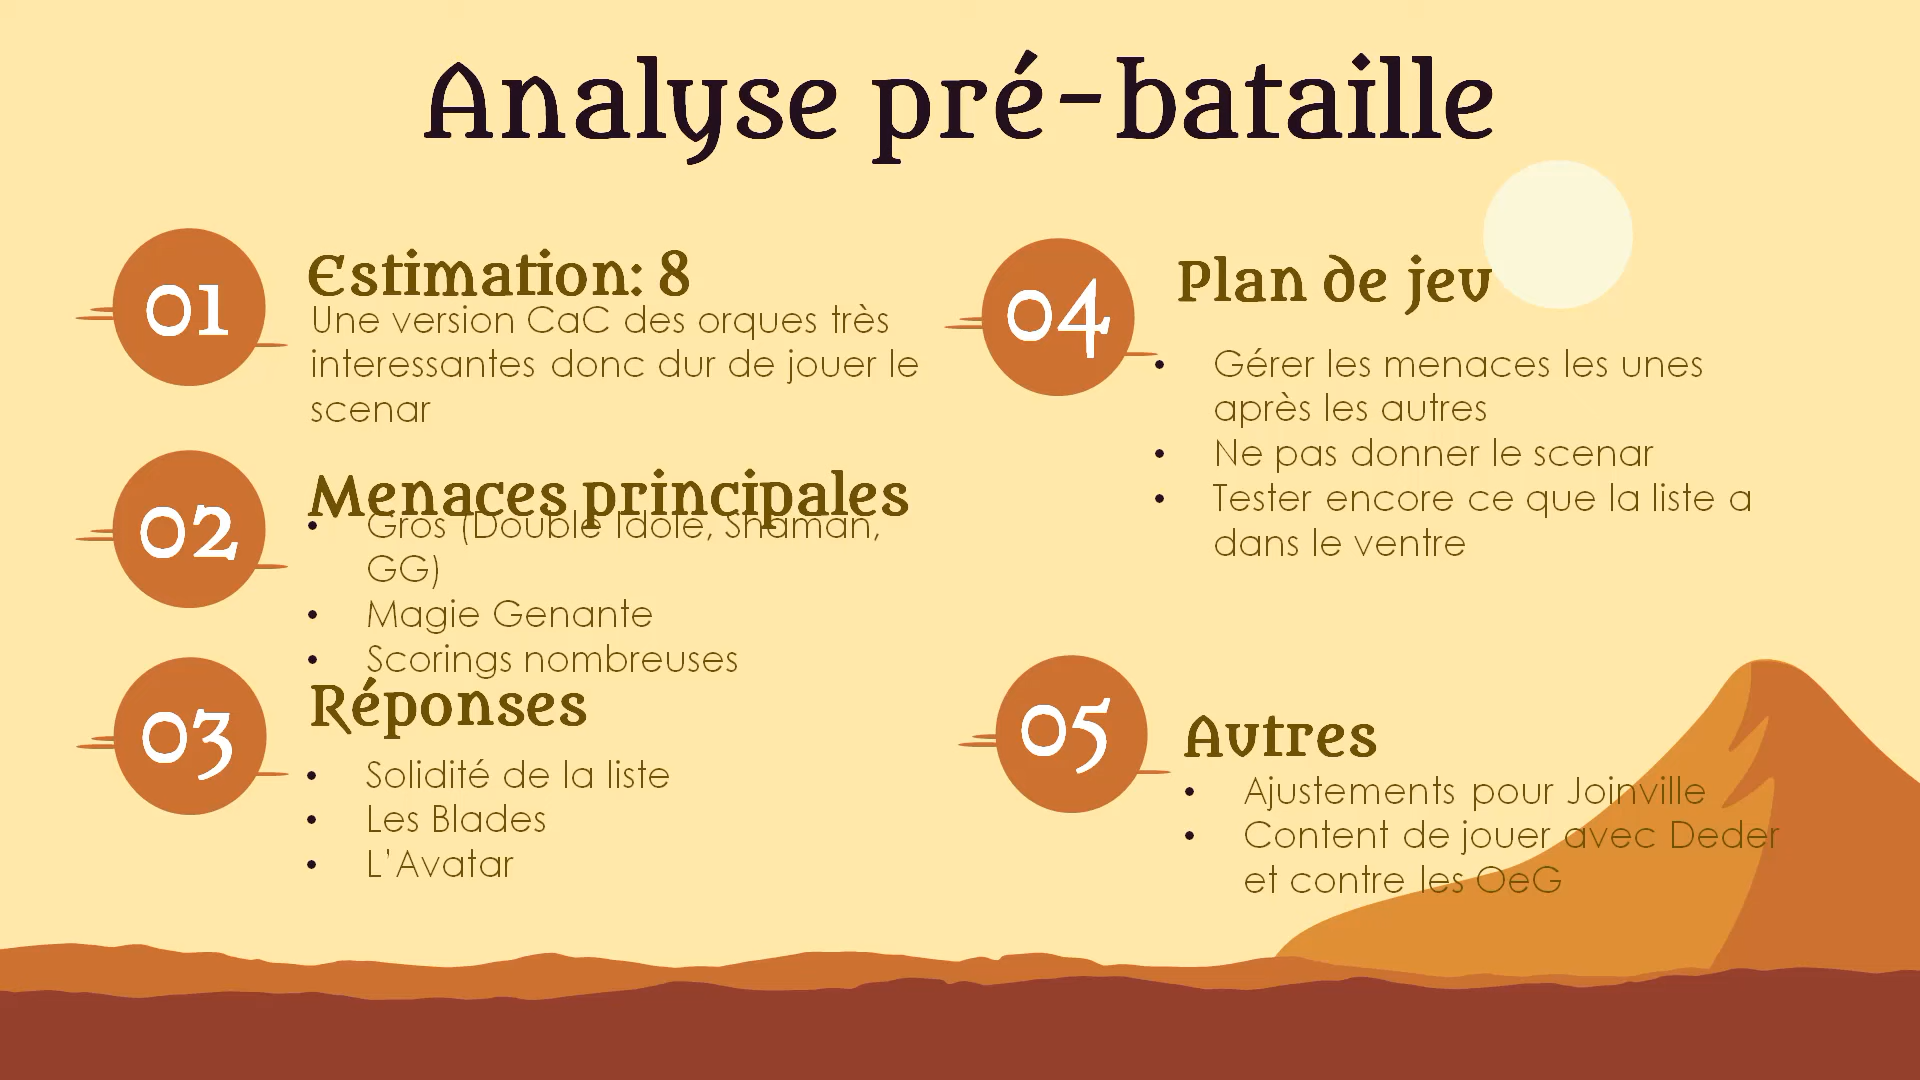 Analyse pré-bataille
01
Estimation: 8
Une version CaC des orques très
interessantes donc dur de jouer le
scenar
02
Menaces principales
• Gros (Double Idole, Shaman,
GG)
• Magie Genante
• Scorings nombreuses
03
Réponses
• Solidité de la liste
• Les Blades
• L'Avatar
04
Plan de jeu
• Gérer les menaces les unes
après les autres
• Ne pas donner le scenar
• Tester encore ce que la liste a
dans le ventre
05
Autres
• Ajustements pour Joinville
• Content de jouer avec Deder
et contre les OeG